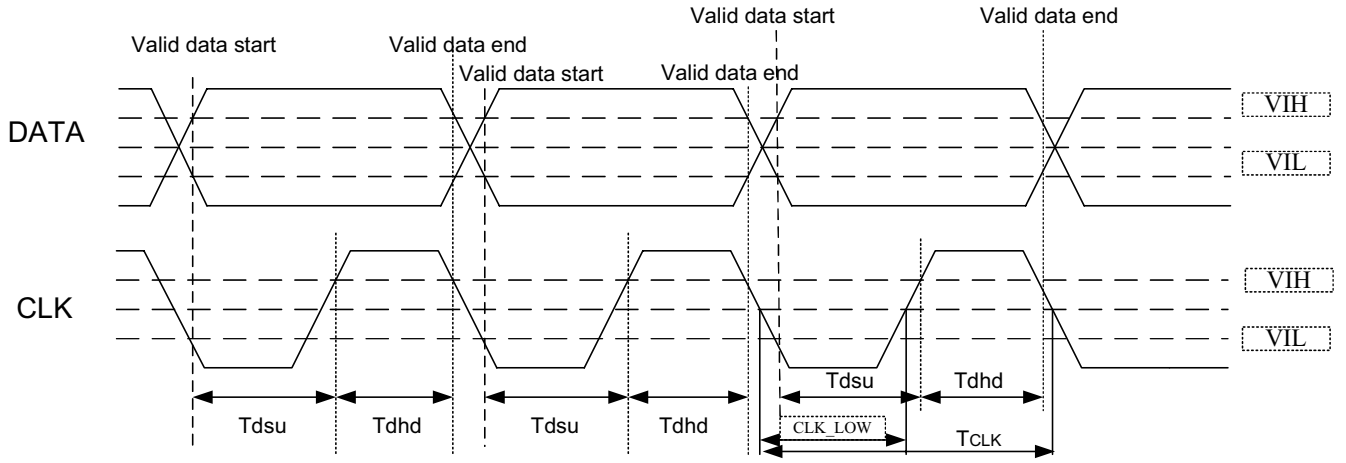 Valid data start
Valid data end
Valid data start
Valid data end
Valid data start
Valid data end
DATA
VIH
VIL
CLK
VIH
VIL
Tdsu
Tdhd
Tdsu
Tdhd
Tdsu
Tdhd
CLK_LOW
TCLK